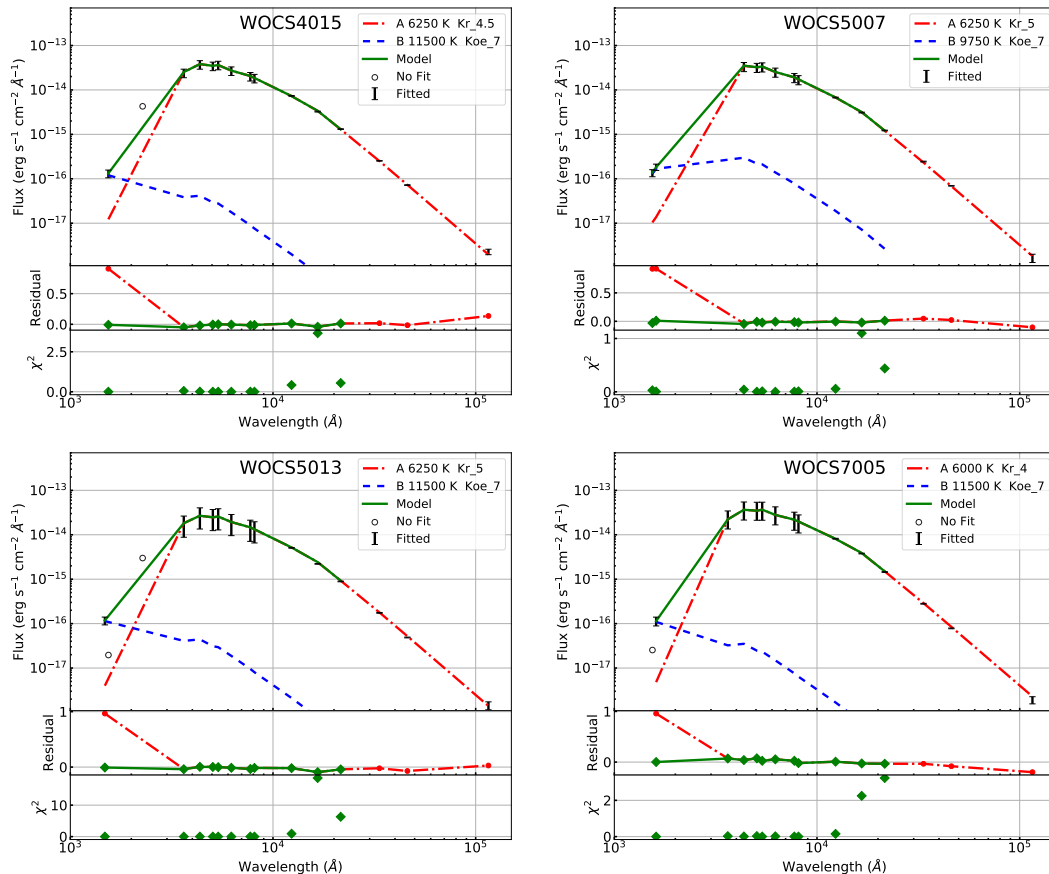 WOCS4015
A 6250 K Kr_4.5
B 11500 K Koe_7
Model
No Fit
Fitted
Flux (erg s⁻¹ cm⁻² Å⁻¹)
10⁻¹³
10⁻¹⁴
10⁻¹⁵
10⁻¹⁶
10⁻¹⁷
Residual
0.5
0.0
χ²
2.5
0.0
10³ 10⁴ 10⁵
Wavelength (Å)
WOCS5007
A 6250 K Kr_5
B 9750 K Koe_7
Model
Fitted
Flux (erg s⁻¹ cm⁻² Å⁻¹)
10⁻¹³
10⁻¹⁴
10⁻¹⁵
10⁻¹⁶
10⁻¹⁷
Residual
0.5
0.0
χ²
1
0
10³ 10⁴ 10⁵
Wavelength (Å)
WOCS5013
A 6250 K Kr_5
B 11500 K Koe_7
Model
No Fit
Fitted
Flux (erg s⁻¹ cm⁻² Å⁻¹)
10⁻¹³
10⁻¹⁴
10⁻¹⁵
10⁻¹⁶
10⁻¹⁷
Residual
1
0
χ²
10
0
10³ 10⁴ 10⁵
Wavelength (Å)
WOCS7005
A 6000 K Kr_4
B 11500 K Koe_7
Model
No Fit
Fitted
Flux (erg s⁻¹ cm⁻² Å⁻¹)
10⁻¹³
10⁻¹⁴
10⁻¹⁵
10⁻¹⁶
10⁻¹⁷
Residual
1
0
χ²
2
0
10³ 10⁴ 10⁵
Wavelength (Å)